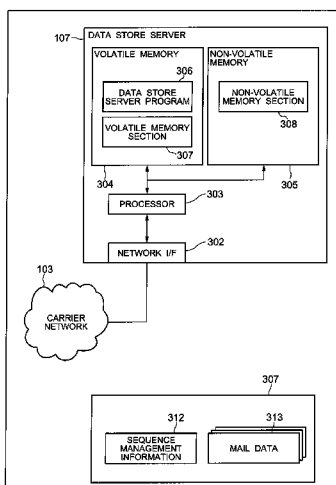 107
DATA STORE SERVER
VOLATILE MEMORY
306
DATA STORE
SERVER PROGRAM
VOLATILE MEMORY
SECTION
307
304
NON-VOLATILE
MEMORY
NON-VOLATILE
MEMORY SECTION
308
305
PROCESSOR
303
302
NETWORK I/F
103
CARRIER
NETWORK
307
312
SEQUENCE
MANAGEMENT
INFORMATION
313
MAIL DATA